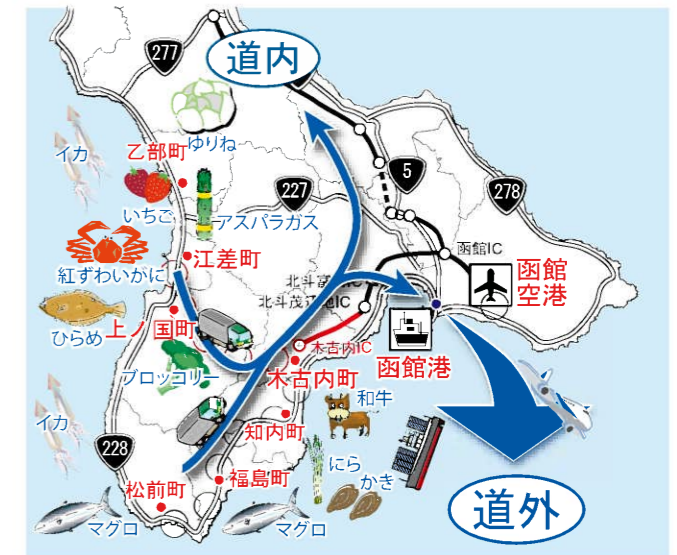 277
道内
ゆりね
イカ
乙部町
5
227
278
いちご
アスパラガス
函館IC
江差町
紅ずわいがに
函館
空港
北斗茂辺地IC
上ノ国町
ひらめ
木古内IC
函館港
ブロッコリー
木古内町
和牛
イカ
知内町
228
にら
かき
福島町
松前町
道外
マグロ
マグロ